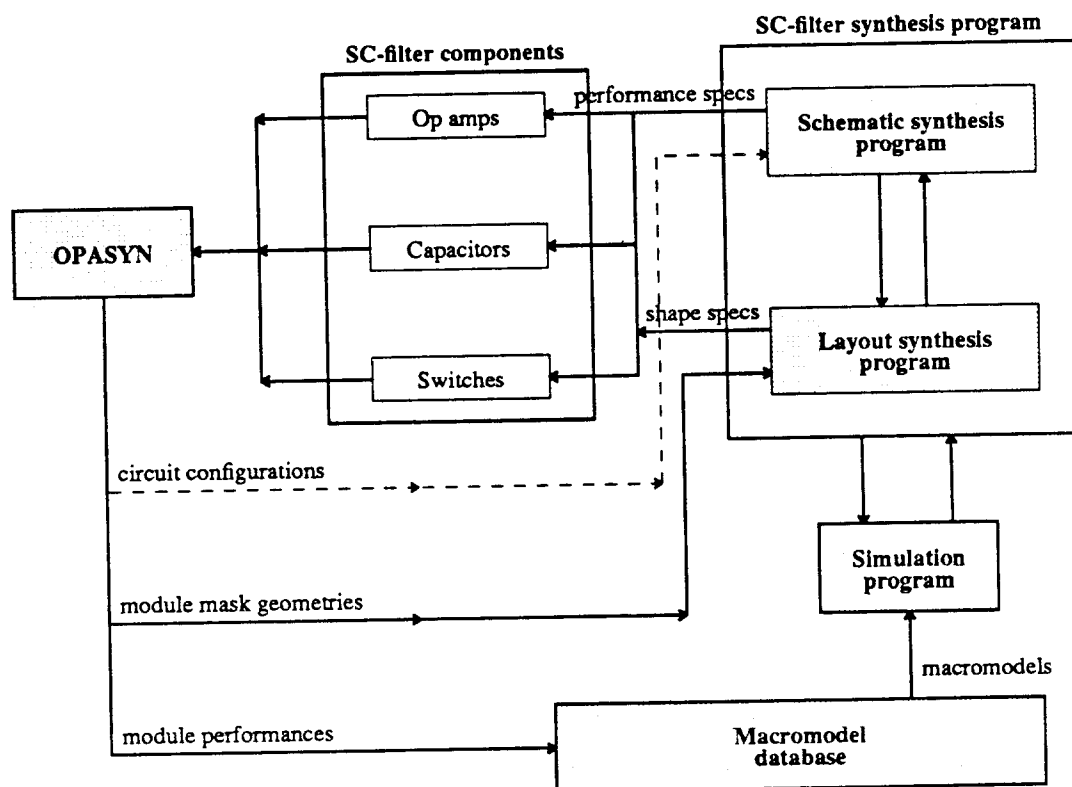 SC-filter synthesis program
SC-filter components
performance specs
Op amps
Schematic synthesis
program
OPASYN
Capacitors
shape specs
Layout synthesis
program
Switches
circuit configurations
Simulation
program
module mask geometries
macromodels
module performances
Macromodel
database